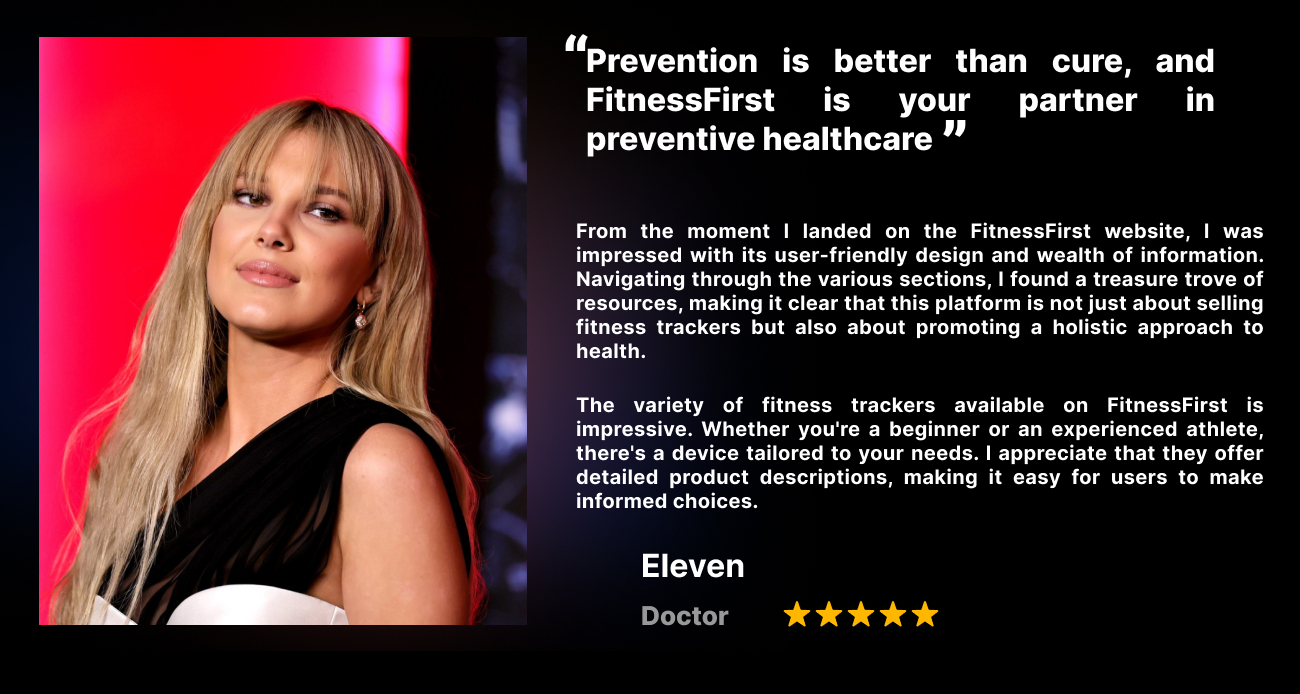 “Prevention is better than cure, and
FitnessFirst is your partner in
preventive healthcare ”
From the moment I landed on the FitnessFirst website, I was
impressed with its user-friendly design and wealth of information.
Navigating through the various sections, I found a treasure trove of
resources, making it clear that this platform is not just about selling
fitness trackers but also about promoting a holistic approach to
health.
The variety of fitness trackers available on FitnessFirst is
impressive. Whether you're a beginner or an experienced athlete,
there's a device tailored to your needs. I appreciate that they offer
detailed product descriptions, making it easy for users to make
informed choices.
Eleven
Doctor